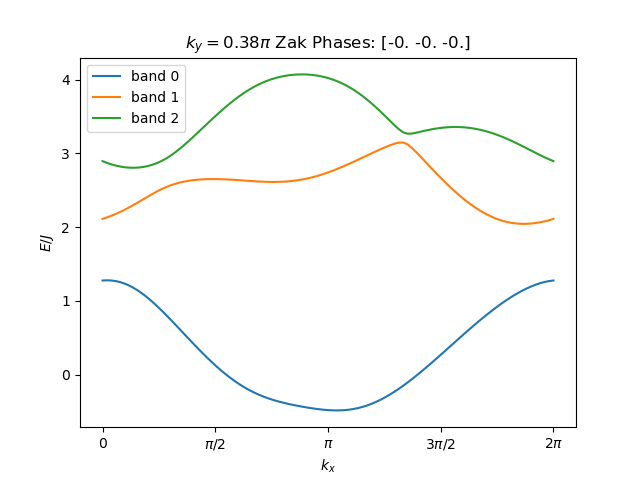 k_y = 0.38π Zak Phases: [-0. -0. -0.]
band 0
band 1
band 2
4
3
2
1
0
E/J
0 π/2 π 3π/2 2π
k_x